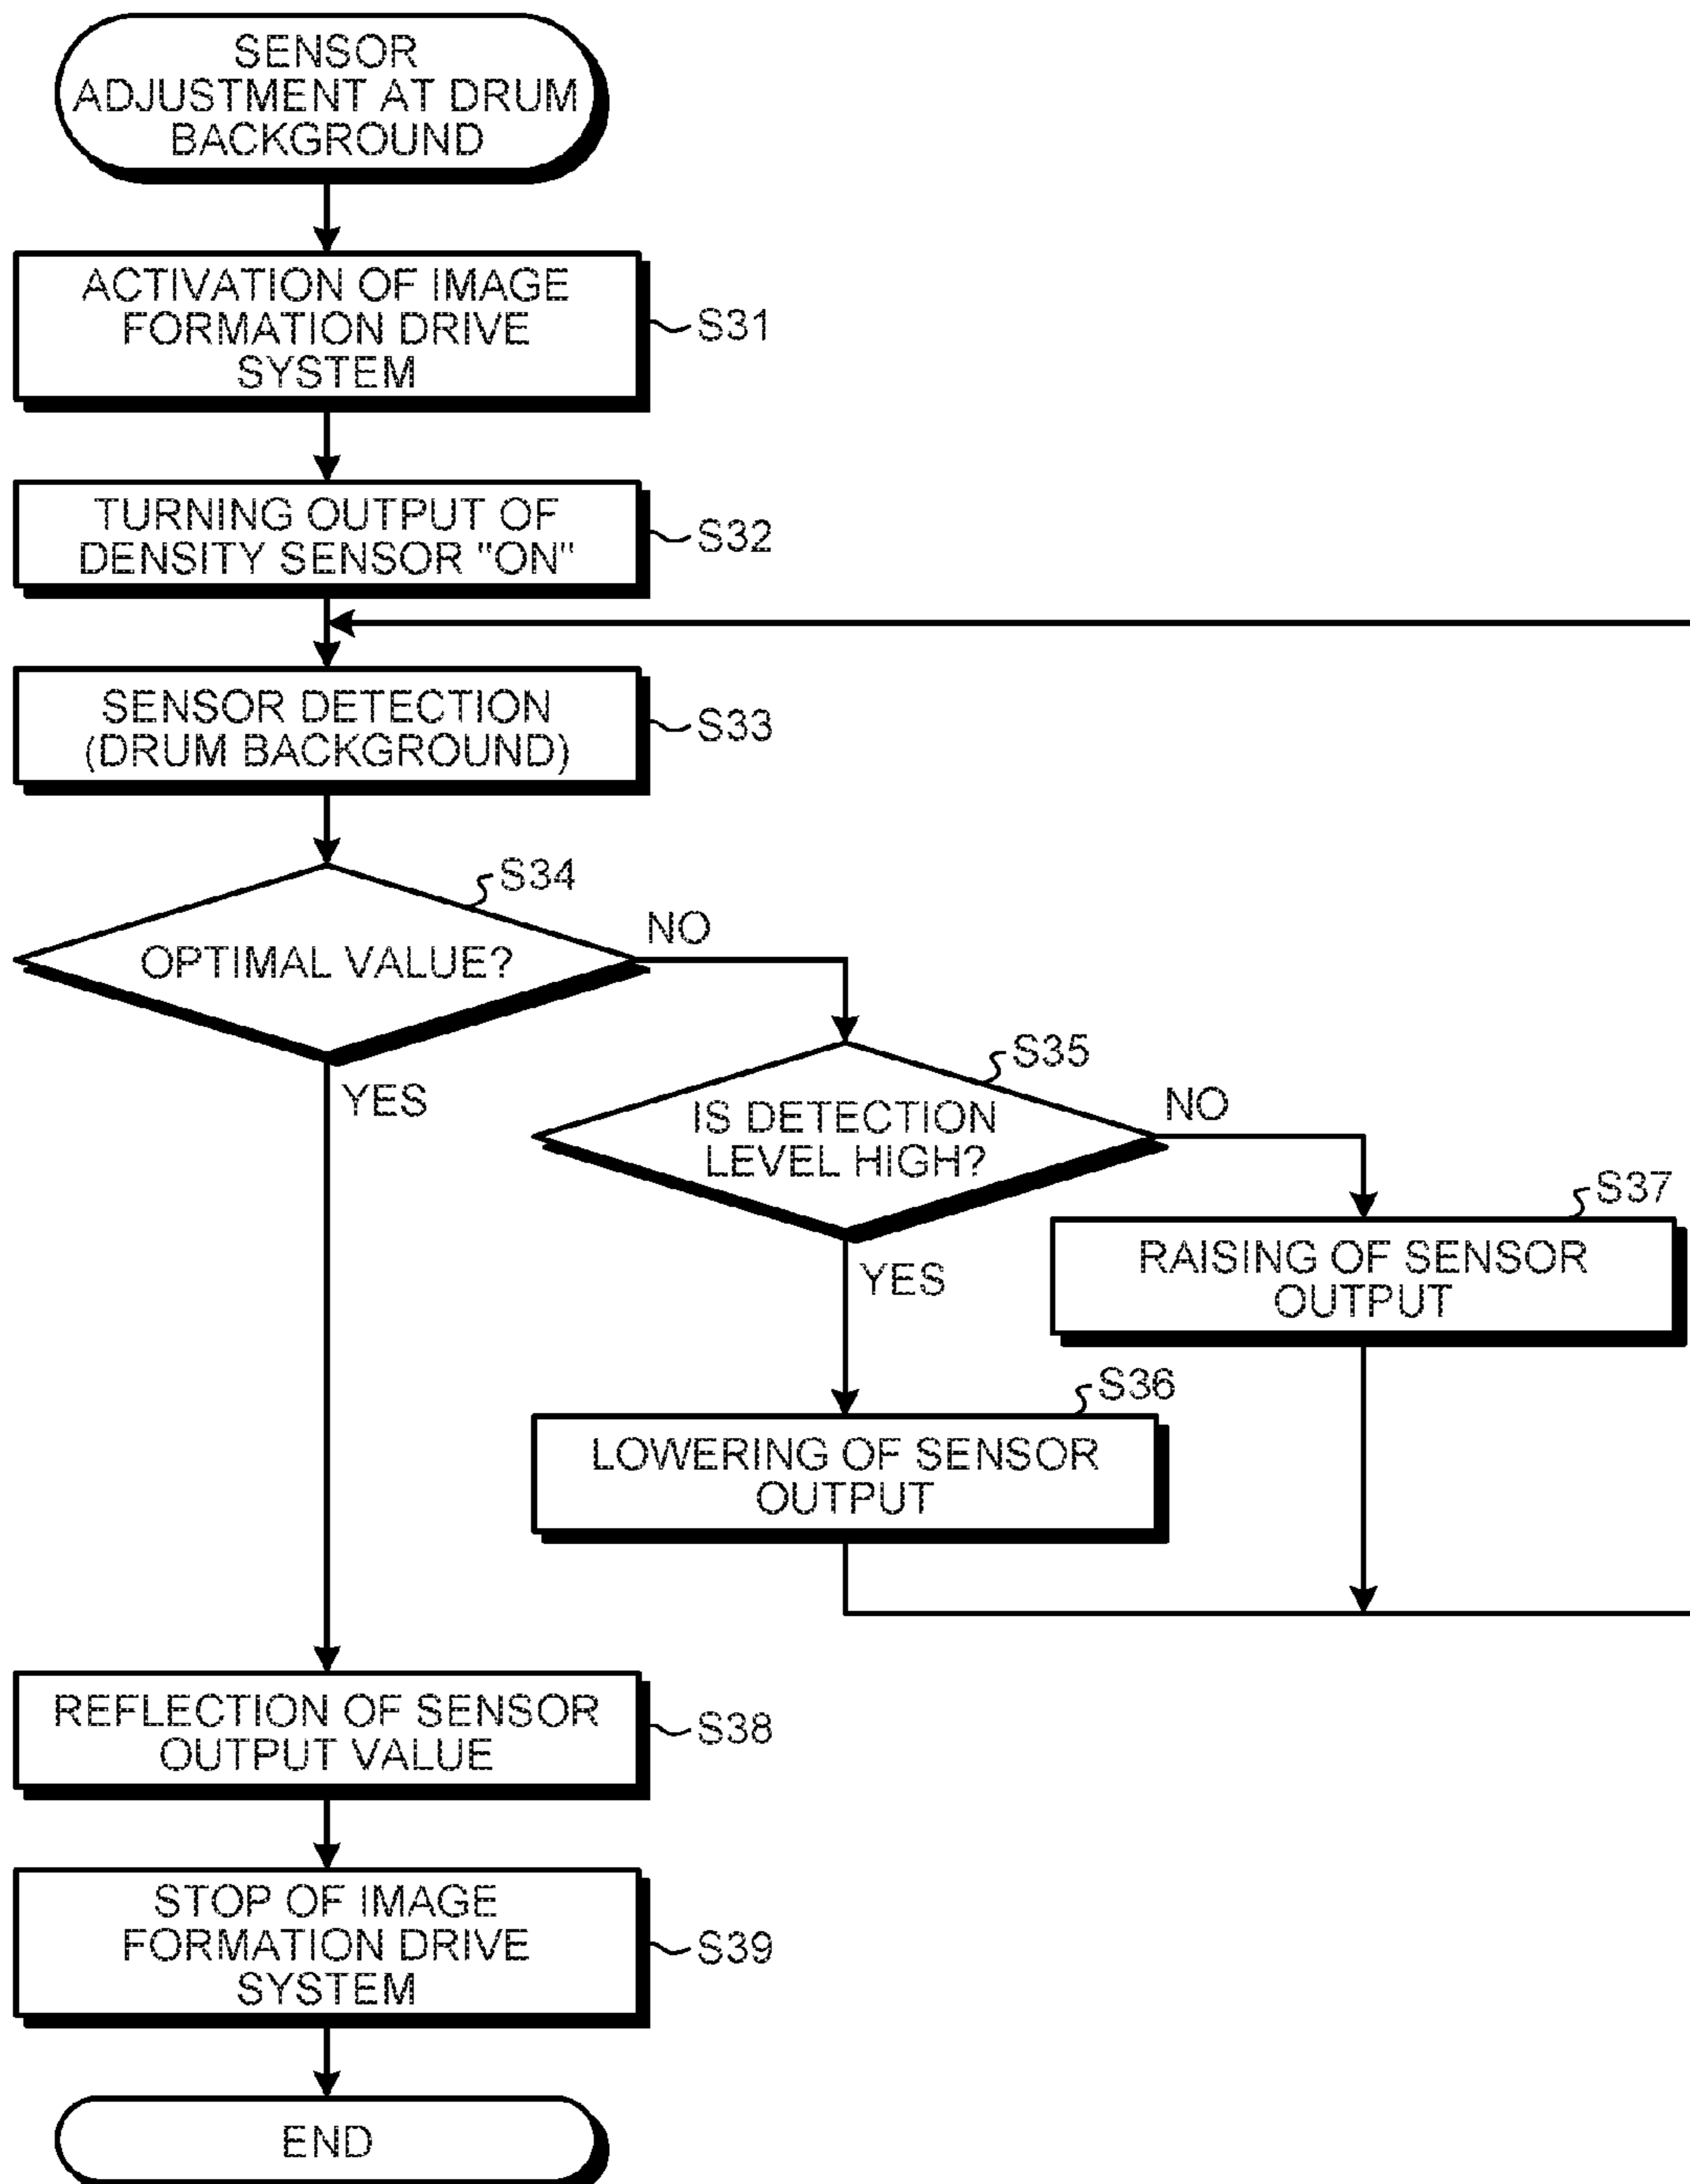 SENSOR
ADJUSTMENT AT DRUM
BACKGROUND
ACTIVATION OF IMAGE
FORMATION DRIVE
SYSTEM
S31
TURNING OUTPUT OF
DENSITY SENSOR "ON"
S32
SENSOR DETECTION
(DRUM BACKGROUND)
S33
S34
OPTIMAL VALUE?
NO
YES
S35
IS DETECTION
LEVEL HIGH?
NO
YES
S37
RAISING OF SENSOR
OUTPUT
S36
LOWERING OF SENSOR
OUTPUT
REFLECTION OF SENSOR
OUTPUT VALUE
S38
STOP OF IMAGE
FORMATION DRIVE
SYSTEM
S39
END